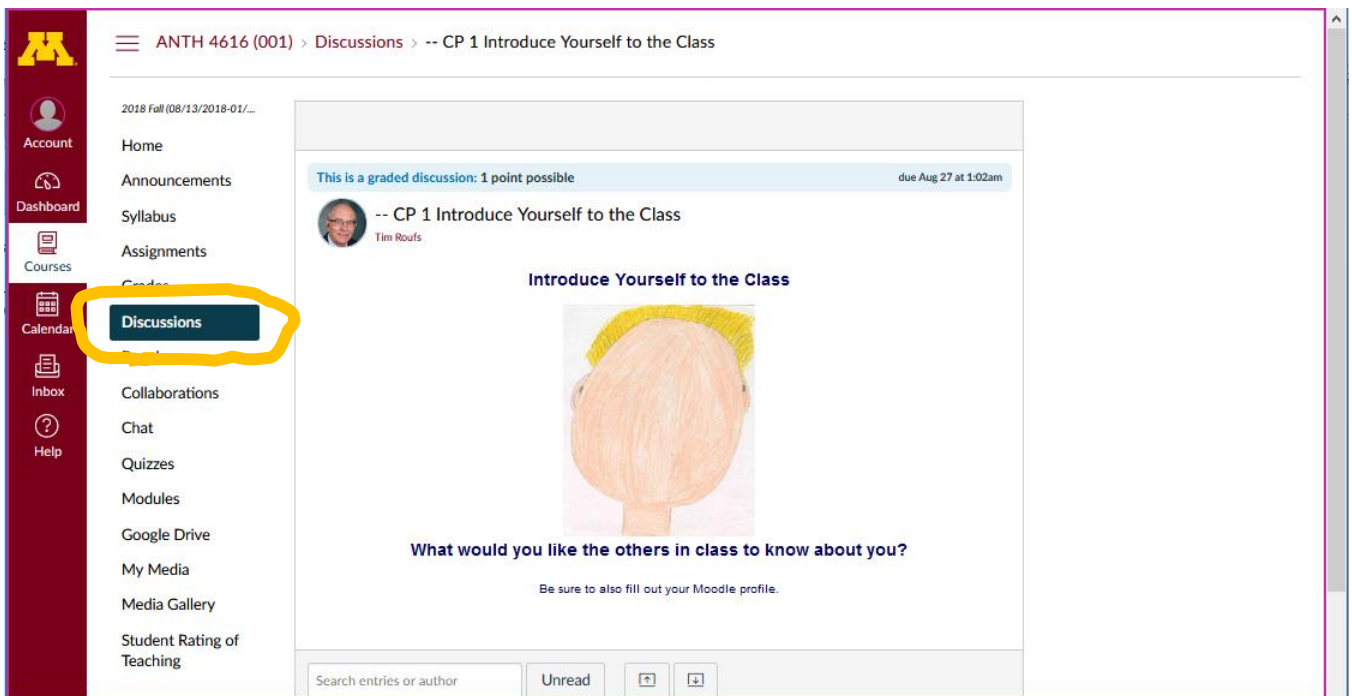 M
ANTH 4616 (001) › Discussions › -- CP 1 Introduce Yourself to the Class
Account
Dashboard
Courses
Calendar
Inbox
Help
2018 Fall (08/13/2018-01/...
Home
Announcements
Syllabus
Assignments
Grades
Discussions
Collaborations
Chat
Quizzes
Modules
Google Drive
My Media
Media Gallery
Student Rating of
Teaching
This is a graded discussion: 1 point possible due Aug 27 at 1:02am
-- CP 1 Introduce Yourself to the Class
Tim Roufs
Introduce Yourself to the Class
What would you like the others in class to know about you?
Be sure to also fill out your Moodle profile.
Search entries or author Unread